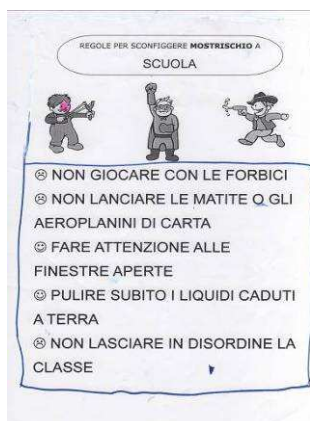 REGOLE PER SCONFIGGERE MOSTRISCHIO A
SCUOLA
☹ NON GIOCARE CON LE FORBICI
☹ NON LANCIARE LE MATITE O GLI
AEROPLANINI DI CARTA
☺ FARE ATTENZIONE ALLE
FINESTRE APERTE
☺ PULIRE SUBITO I LIQUIDI CADUTI
A TERRA
☹ NON LASCIARE IN DISORDINE LA
CLASSE